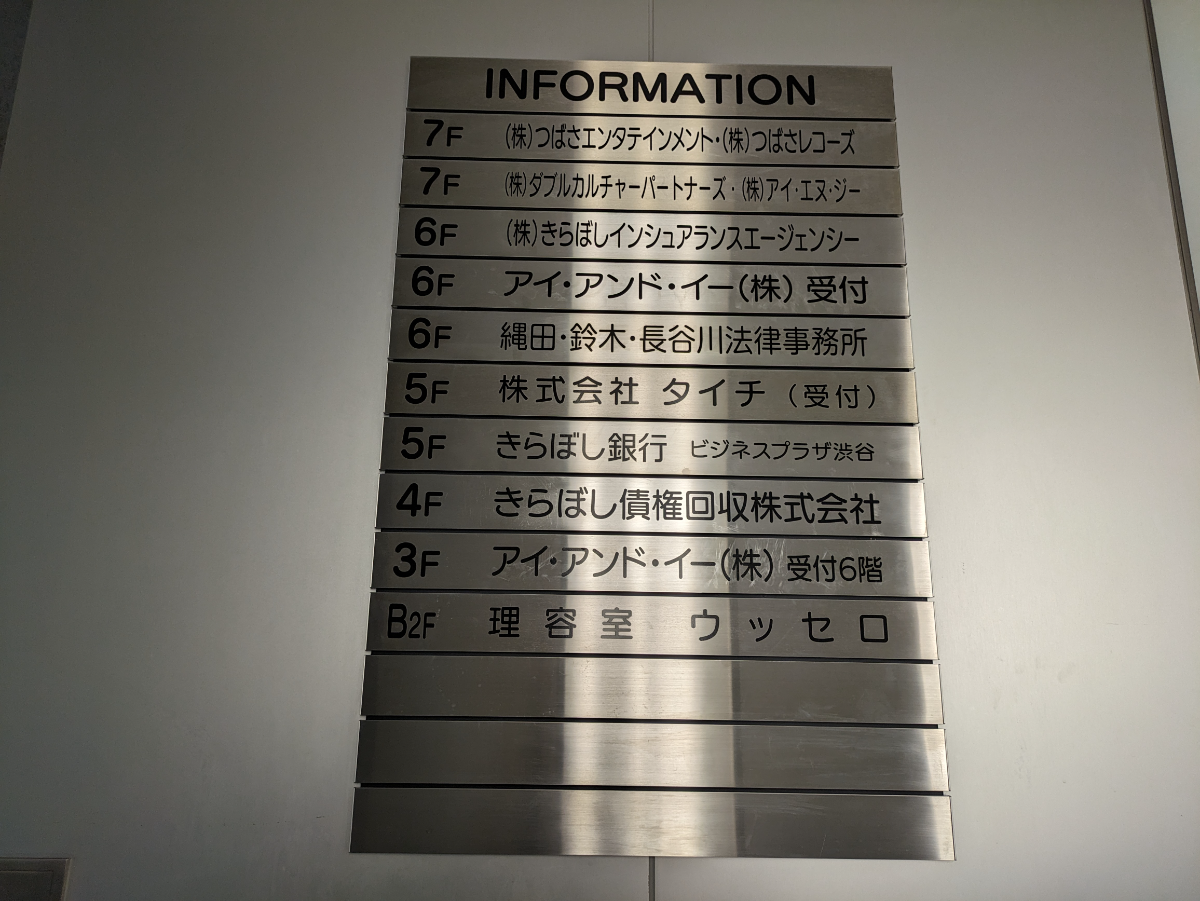 INFORMATION
7F (株)つばさエンタテインメント・(株)つばさレコーズ
7F (株)ダブルカルチャーパートナーズ・(株)アイ・エヌ・ジー
6F (株)きらぼしインシュアランスエージェンシー
6F アイ・アンド・イー(株) 受付
6F 縄田・鈴木・長谷川法律事務所
5F 株式会社 タイチ (受付)
5F きらぼし銀行 ビジネスプラザ渋谷
4F きらぼし債権回収株式会社
3F アイ・アンド・イー(株) 受付6階
B2F 理容室 ウッセロ